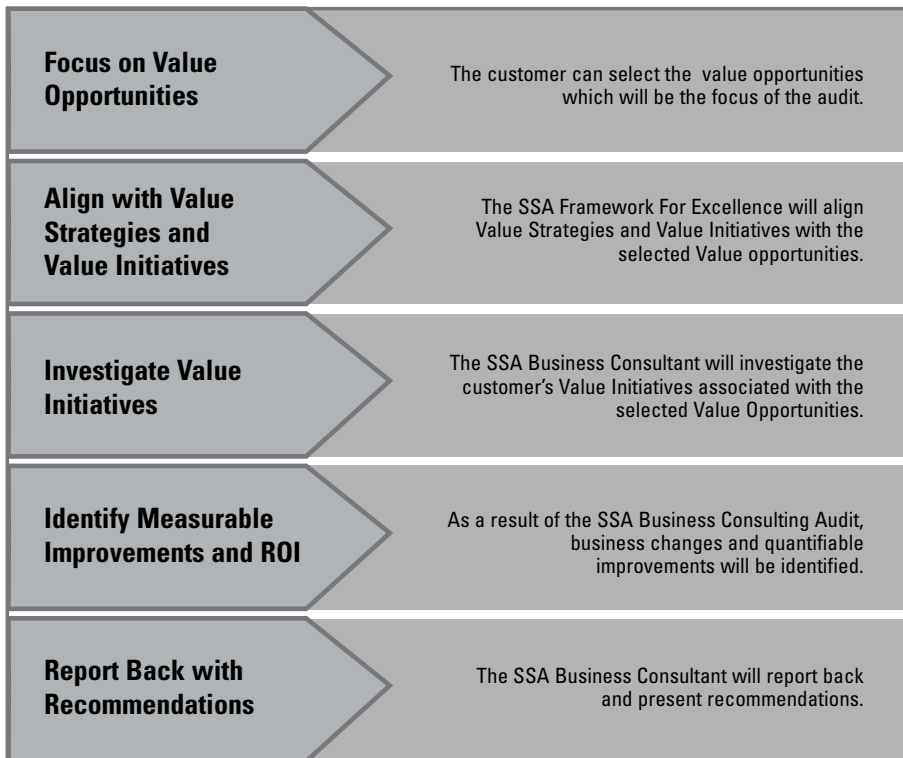 Focus on Value
Opportunities
The customer can select the  value opportunities
which will be the focus of the audit.
Align with Value
Strategies and
Value Initiatives
The SSA Framework For Excellence will align
Value Strategies and Value Initiatives with the
selected Value opportunities.
Investigate Value
Initiatives
The SSA Business Consultant will investigate the
customer’s Value Initiatives associated with the
selected Value Opportunities.
Identify Measurable
Improvements and ROI
As a result of the SSA Business Consulting Audit,
business changes and quantifiable
improvements will be identified.
Report Back with
Recommendations
The SSA Business Consultant will report back
and present recommendations.